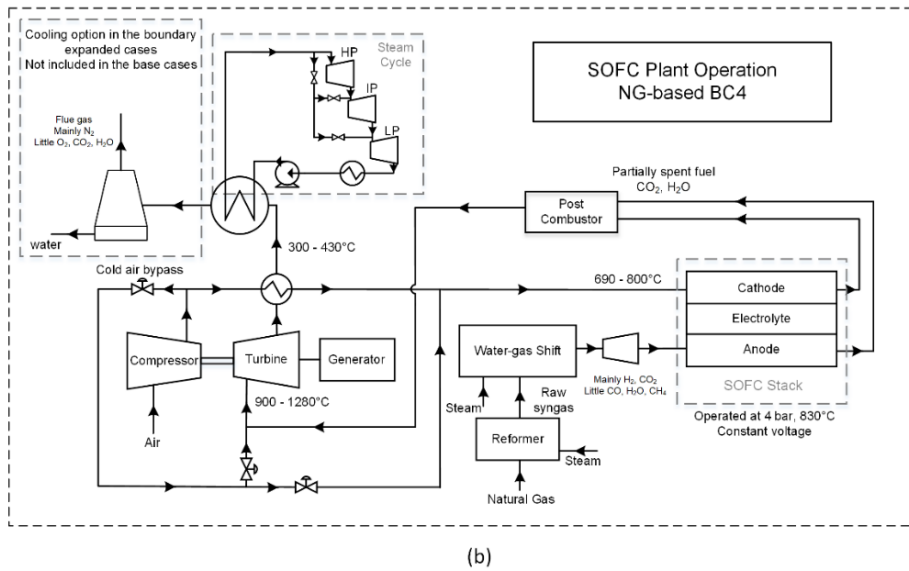 Cooling option in the boundary
expanded cases
Not included in the base cases
Flue gas
Mainly N₂
Little O₂, CO₂, H₂O
water
Steam
Cycle
HP
IP
LP
SOFC Plant Operation
NG-based BC4
Partially spent fuel
CO₂, H₂O
Post
Combustor
300 - 430°C
Cold air bypass
690 - 800°C
Cathode
Electrolyte
Anode
SOFC Stack
Operated at 4 bar, 830°C
Constant voltage
Compressor
Turbine
Generator
900 - 1280°C
Air
Water-gas Shift
Mainly H₂, CO₂
Little CO, H₂O, CH₄
Steam
Raw
syngas
Reformer
Steam
Natural Gas
(b)